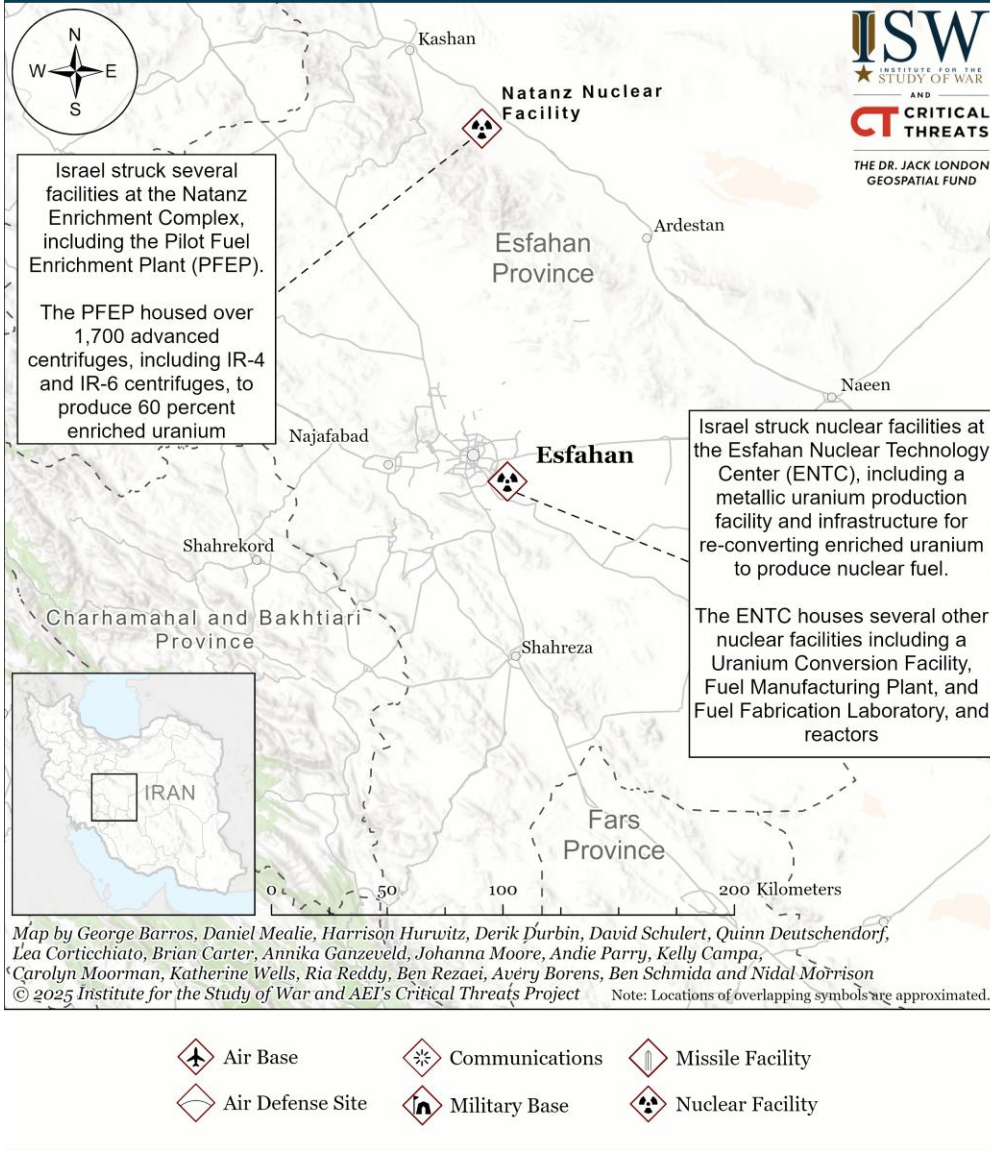 N
W E
S
ISW
INSTITUTE FOR THE
STUDY OF WAR
AND
CT CRITICAL
THREATS
THE DR. JACK LONDON
GEOSPATIAL FUND
Kashan
Natanz Nuclear
Facility
Israel struck several
facilities at the Natanz
Enrichment Complex,
including the Pilot Fuel
Enrichment Plant (PFEP).
The PFEP housed over
1,700 advanced
centrifuges, including IR-4
and IR-6 centrifuges, to
produce 60 percent
enriched uranium
Ardestan
Esfahan
Province
Naeen
Najafabad
Esfahan
Israel struck nuclear facilities at
the Esfahan Nuclear Technology
Center (ENTC), including a
metallic uranium production
facility and infrastructure for
re-converting enriched uranium
to produce nuclear fuel.
The ENTC houses several other
nuclear facilities including a
Uranium Conversion Facility,
Fuel Manufacturing Plant, and
Fuel Fabrication Laboratory, and
reactors
Shahrekord
Charhamahal and Bakhtiari
Province
Shahreza
IRAN
Fars
Province
0 50 100 200 Kilometers
Map by George Barros, Daniel Mealie, Harrison Hurwitz, Derik Durbin, David Schulert, Quinn Deutschendorf,
Lea Corticchiato, Brian Carter, Annika Ganzeveld, Johanna Moore, Andie Parry, Kelly Campa,
Carolyn Moorman, Katherine Wells, Ria Reddy, Ben Rezaei, Avery Borens, Ben Schmida and Nidal Morrison
© 2025 Institute for the Study of War and AEI's Critical Threats Project Note: Locations of overlapping symbols are approximated.
Air Base Communications Missile Facility
Air Defense Site Military Base Nuclear Facility